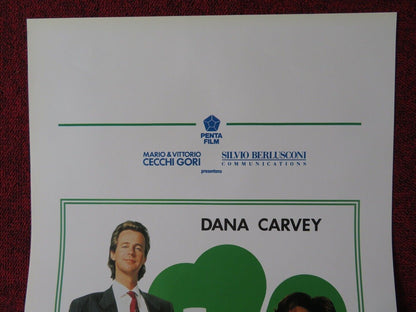 PENTA
FILM
MARIO & VITTORIO
CECCHI GORI
SILVIO BERLUSCONI
COMMUNICATIONS
presentano
DANA CARVEY